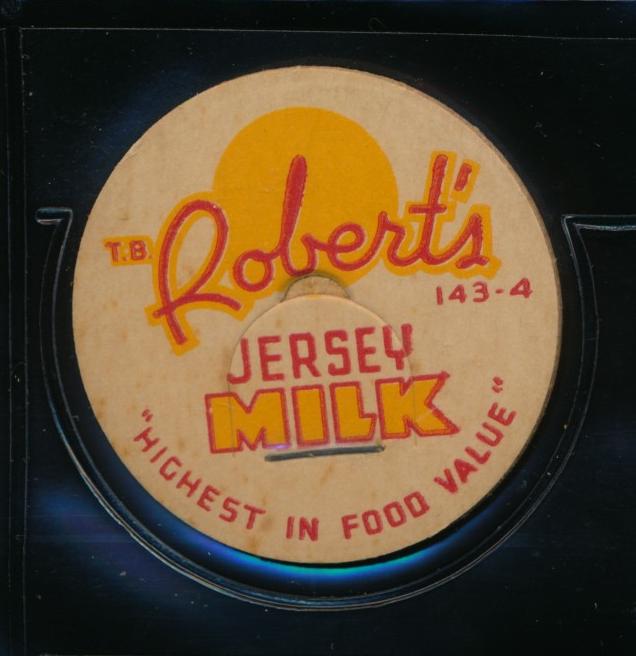 T.B. Robert's
143-4
JERSEY
MILK
"HIGHEST IN FOOD VALUE"